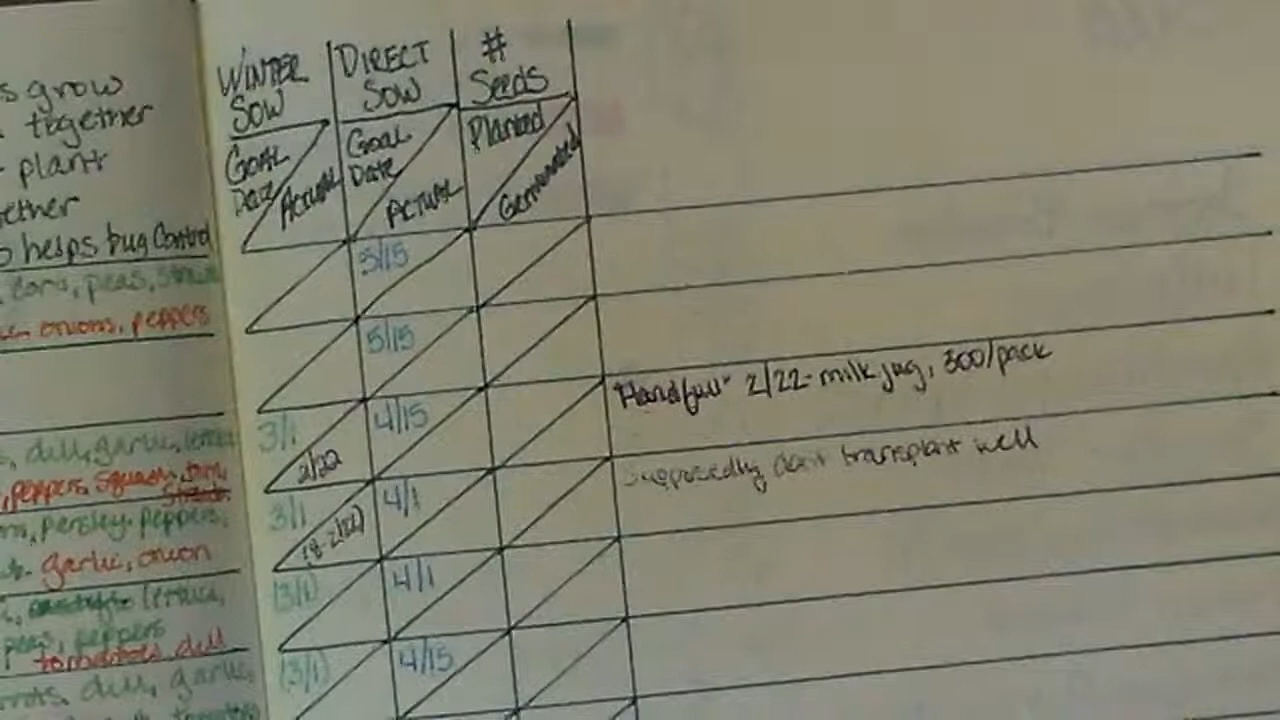 s grow
together
plant
ether
helps bug control
peas,
onions, peppers
, dill, garlic,
, peppers, squash,
peppers,
garlic, onion
lettuce,
peas, peppers
tomatoes, dill
dill, garlic,
WINTER SOW
DIRECT SOW
# Seeds
GOAL DATE
ACTUAL
GOAL DATE
ACTUAL
Planted
Germinated
5/15
5/15
3/1
2/22
4/15
"Handfull" 2/22-milk jug, 300/pack
3/1
4/1
Supposedly don't transplant well
(3/1)
4/1
(3/1)
4/15